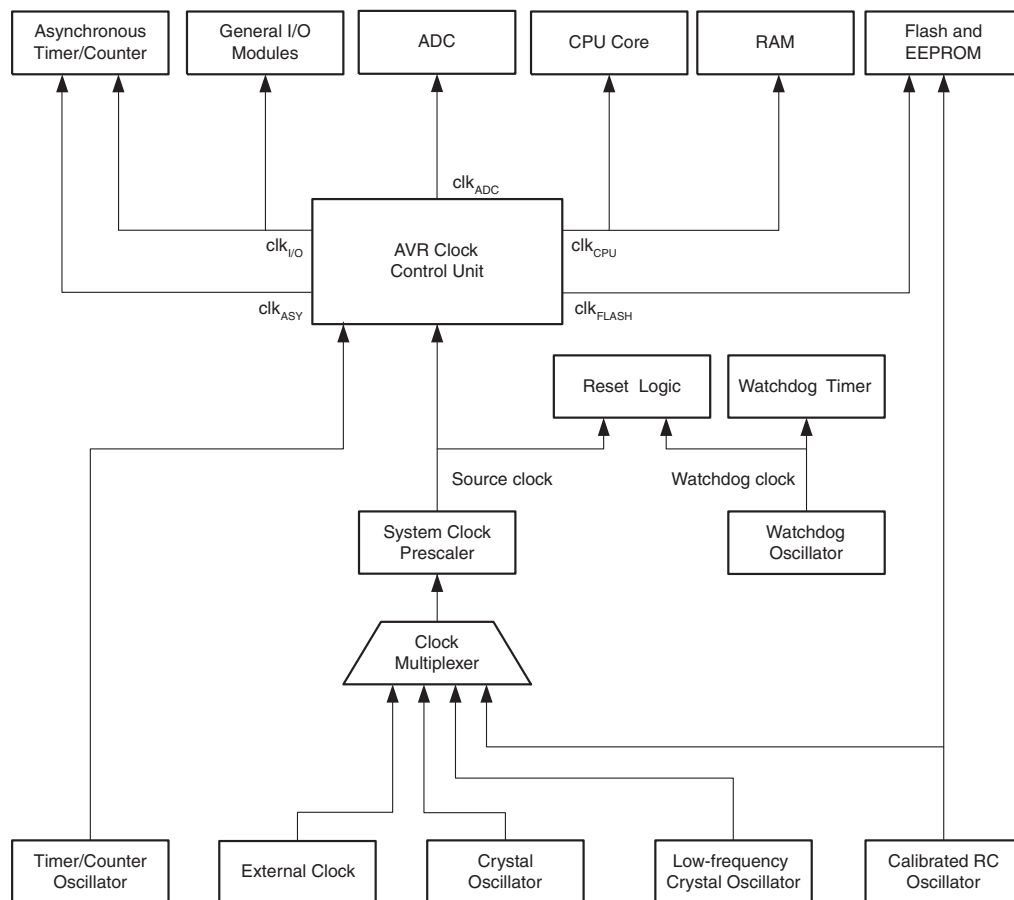 Asynchronous
Timer/Counter
General I/O
Modules
ADC
CPU Core
RAM
Flash and
EEPROM
clkADC
clkI/O
AVR Clock
Control Unit
clkCPU
clkASY
clkFLASH
Reset Logic
Watchdog Timer
Source clock
Watchdog clock
System Clock
Prescaler
Watchdog
Oscillator
Clock
Multiplexer
Timer/Counter
Oscillator
External Clock
Crystal
Oscillator
Low-frequency
Crystal Oscillator
Calibrated RC
Oscillator